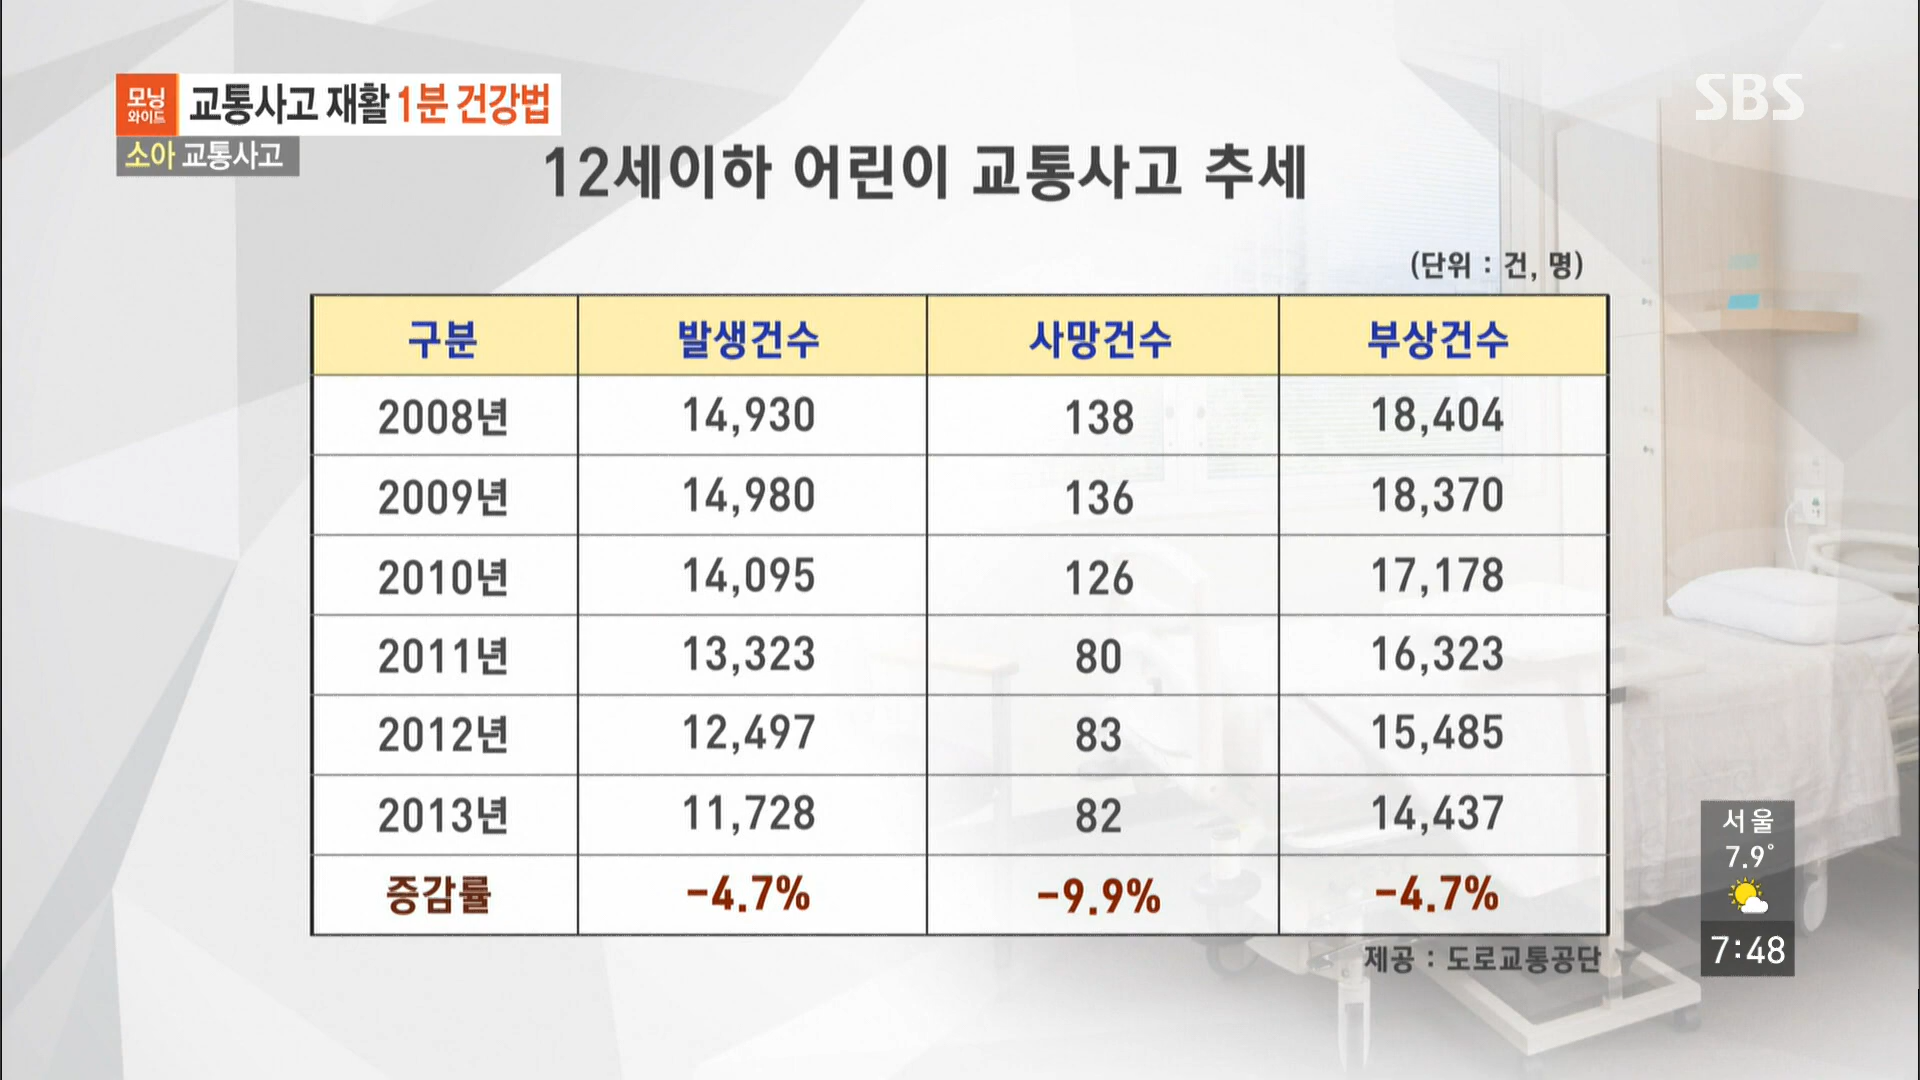 모닝
와이드
교통사고 재활 1분 건강법
소아 교통사고
SBS
12세이하 어린이 교통사고 추세
(단위 : 건, 명)
구분 발생건수 사망건수 부상건수
2008년 14,930 138 18,404
2009년 14,980 136 18,370
2010년 14,095 126 17,178
2011년 13,323 80 16,323
2012년 12,497 83 15,485
2013년 11,728 82 14,437
증감률 -4.7% -9.9% -4.7%
제공 : 도로교통공단
서울
7.9°
7:48